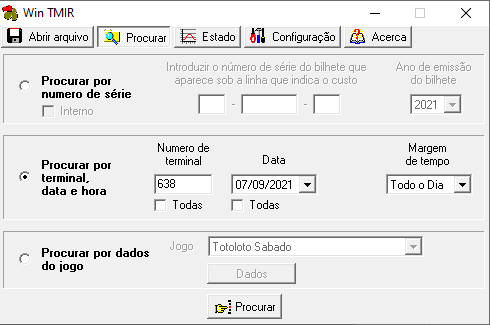 Win TMIR
Abrir arquivo Procurar Estado Configuração Acerca
Procurar por
numero de série
Interno
Introduzir o número de série do bilhete que
aparece sob a linha que indica o custo
- -
Ano de emissão
do bilhete
2021
Procurar por
terminal,
data e hora
Numero de
terminal
638
Todas
Data
07/09/2021
Todas
Margem
de tempo
Todo o Dia
Procurar por dados
do jogo
Jogo
Totoloto Sabado
Dados
Procurar